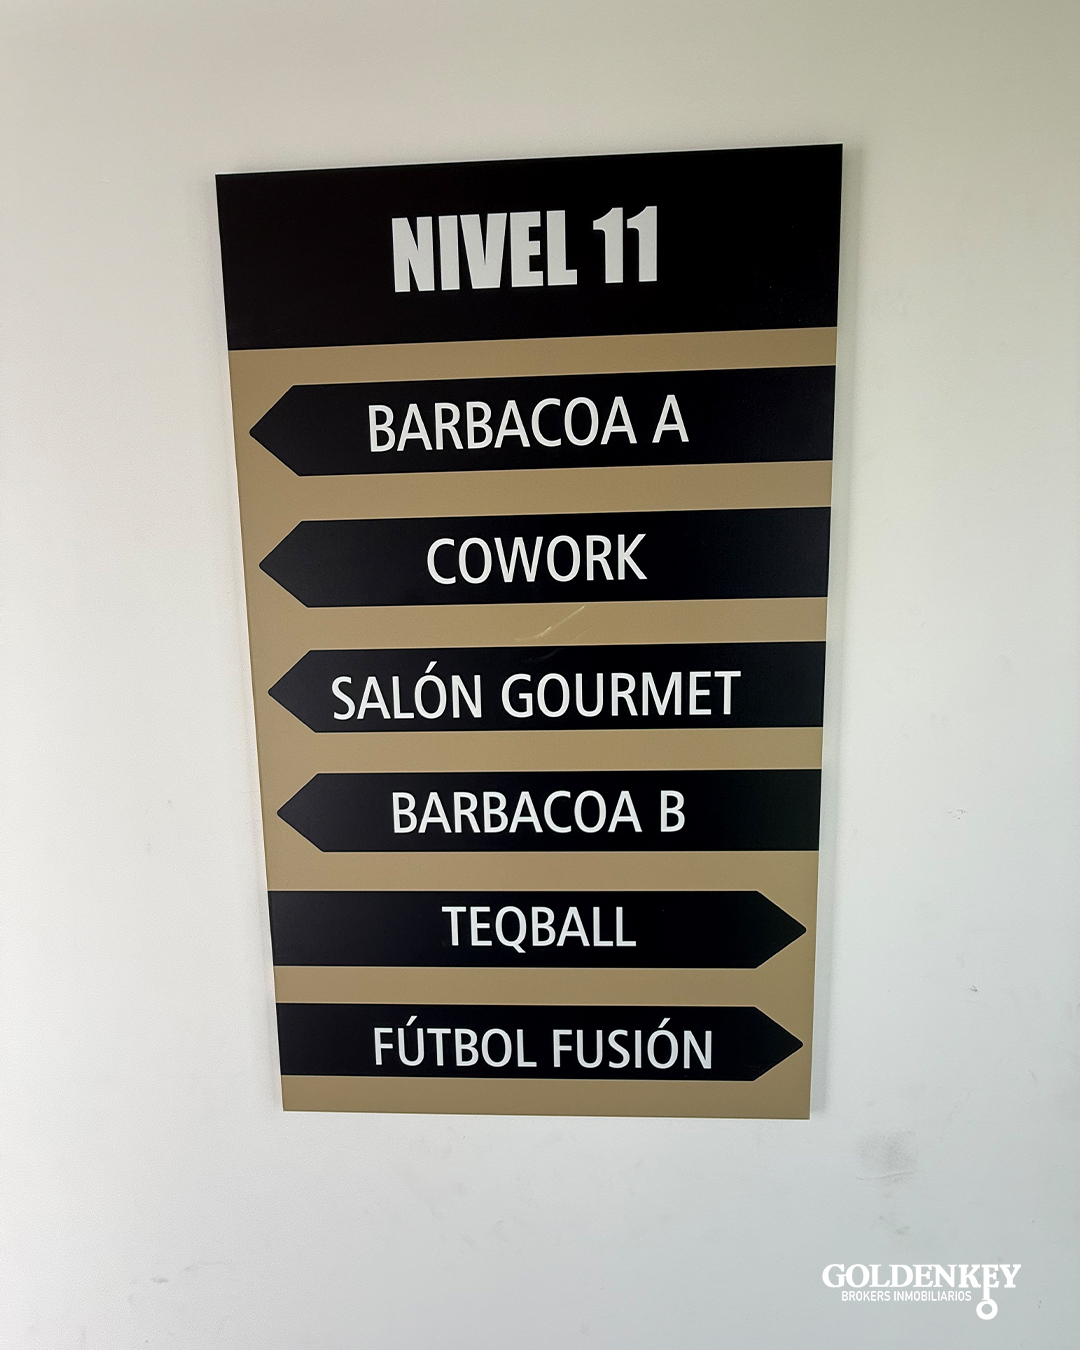 NIVEL 11
BARBACOA A
COWORK
SALÓN GOURMET
BARBACOA B
TEQBALL
FÚTBOL FUSIÓN
GOLDENKEY
BROKERS INMOBILIARIOS